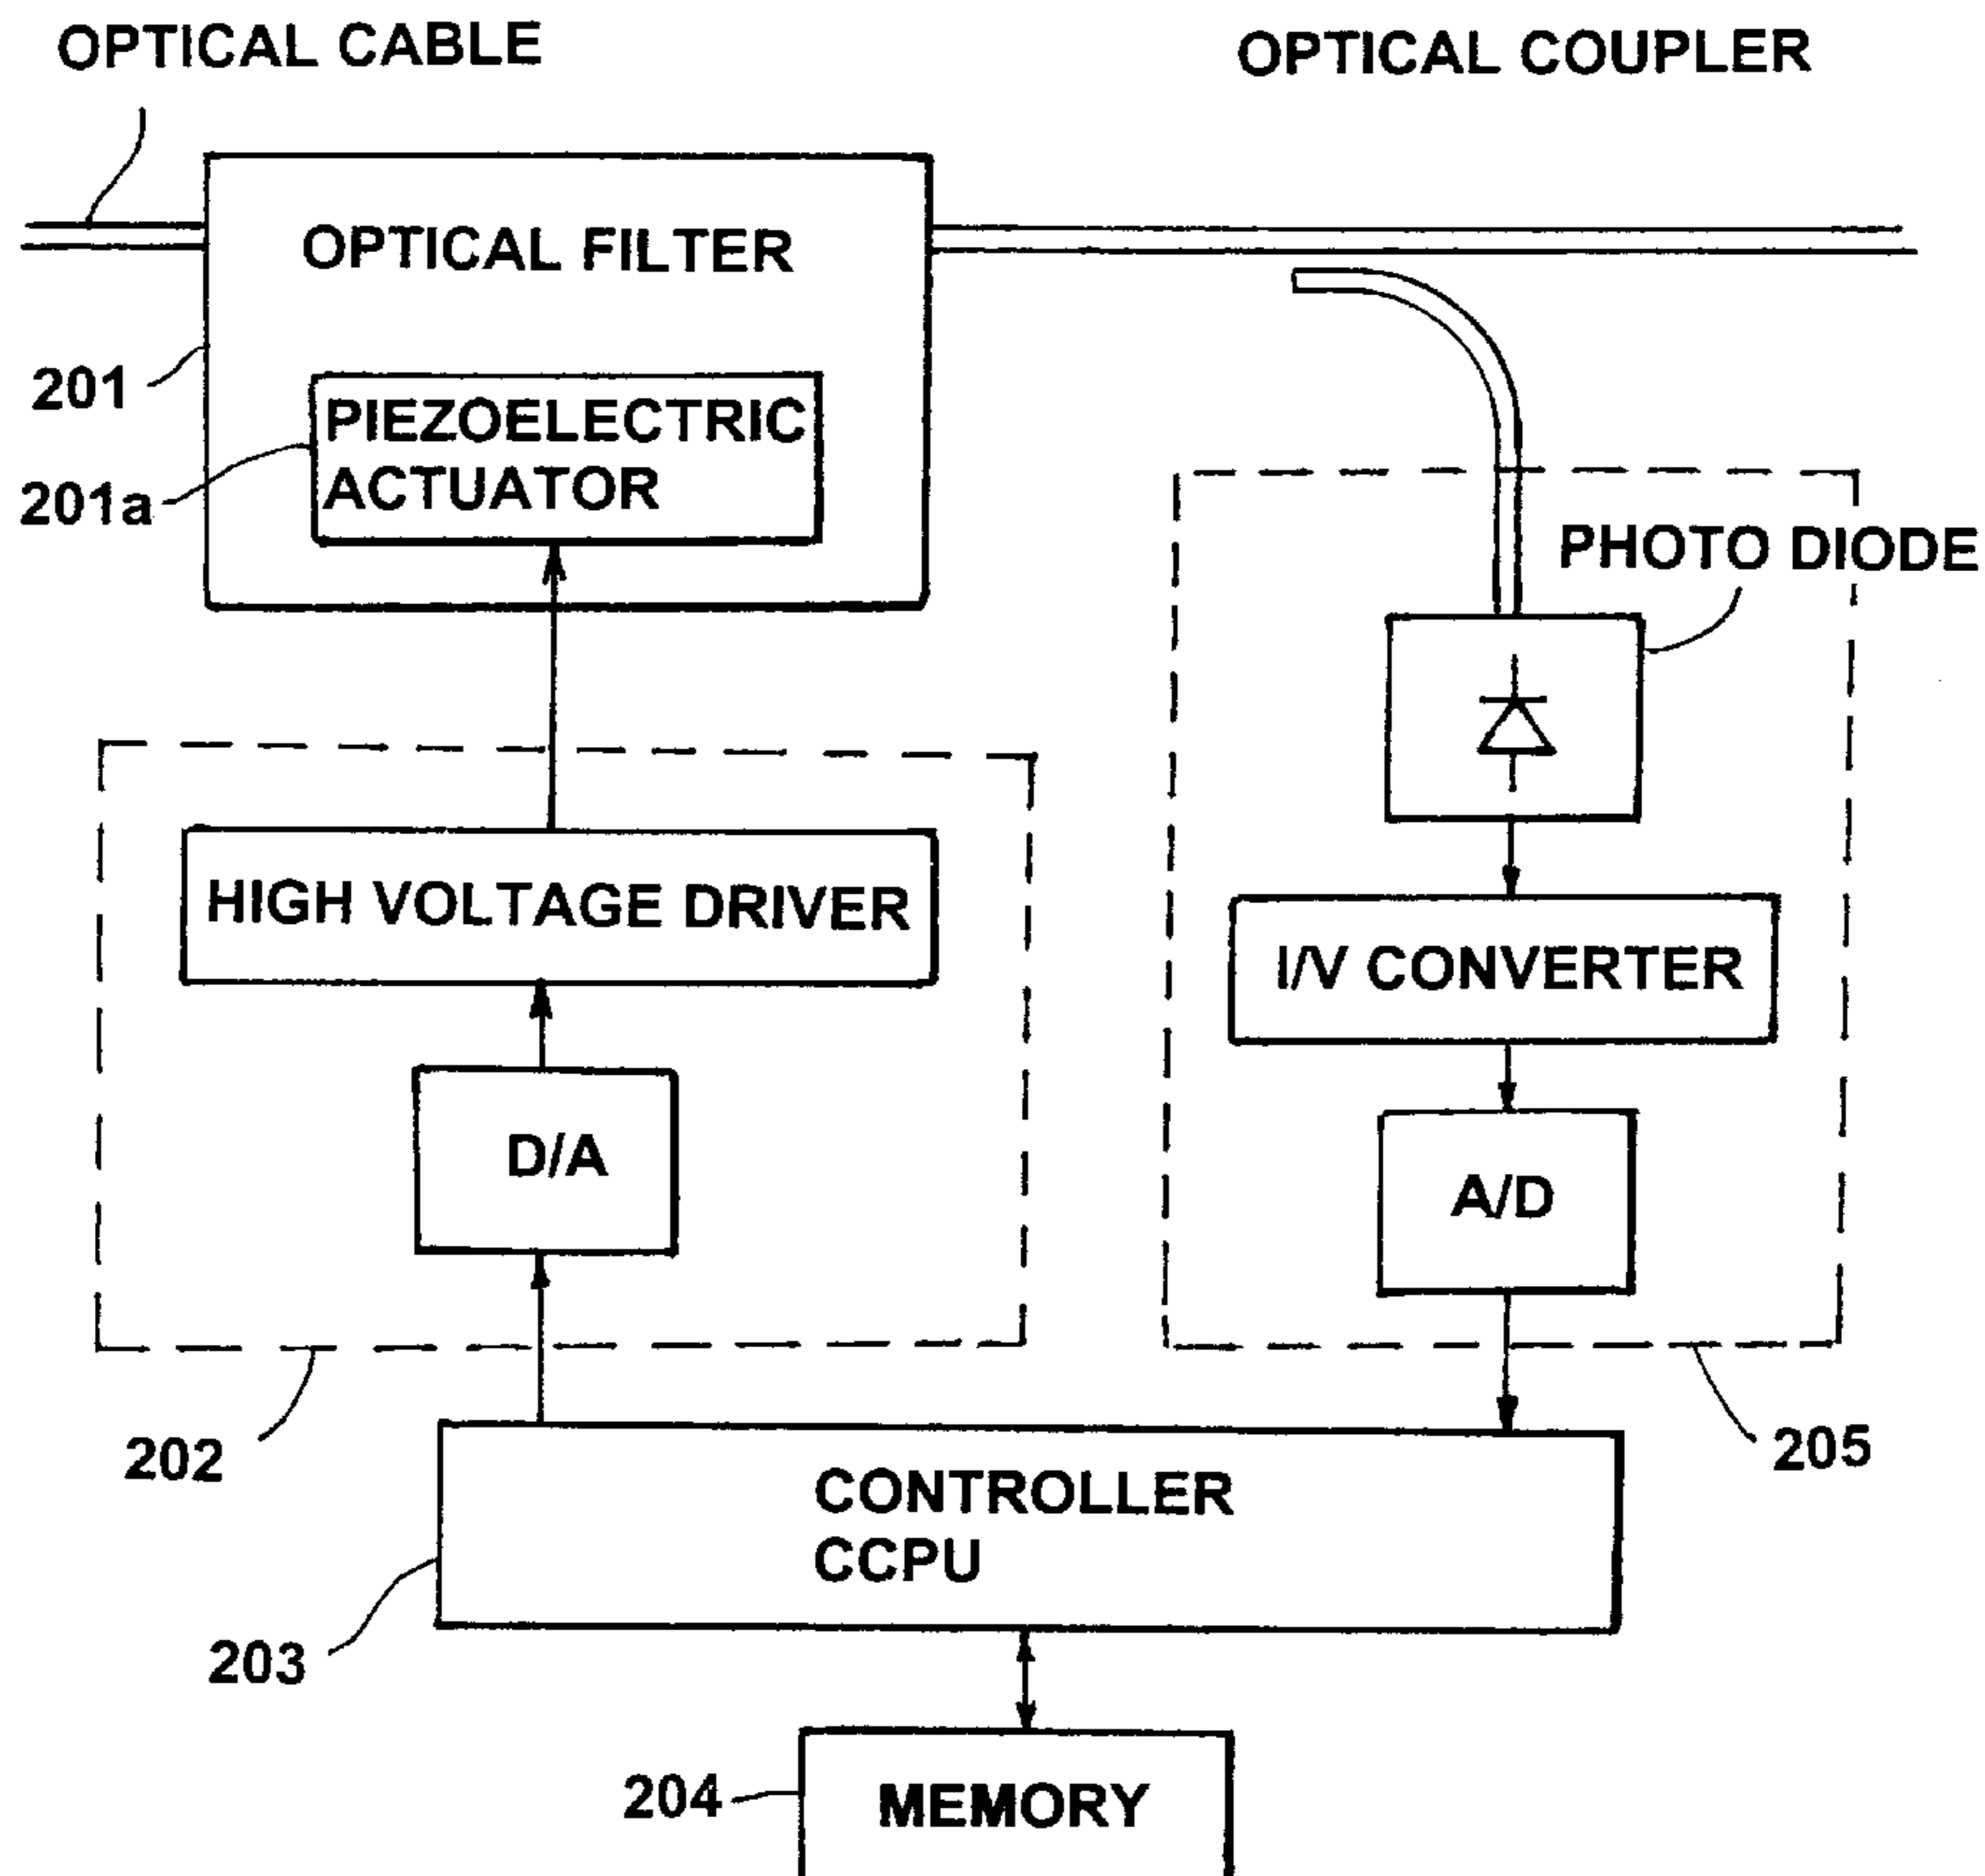 OPTICAL CABLE
OPTICAL COUPLER
OPTICAL FILTER
201
PIEZOELECTRIC
ACTUATOR
201a
PHOTO DIODE
HIGH VOLTAGE DRIVER
I/V CONVERTER
D/A
A/D
202
205
CONTROLLER
CCPU
203
204
MEMORY